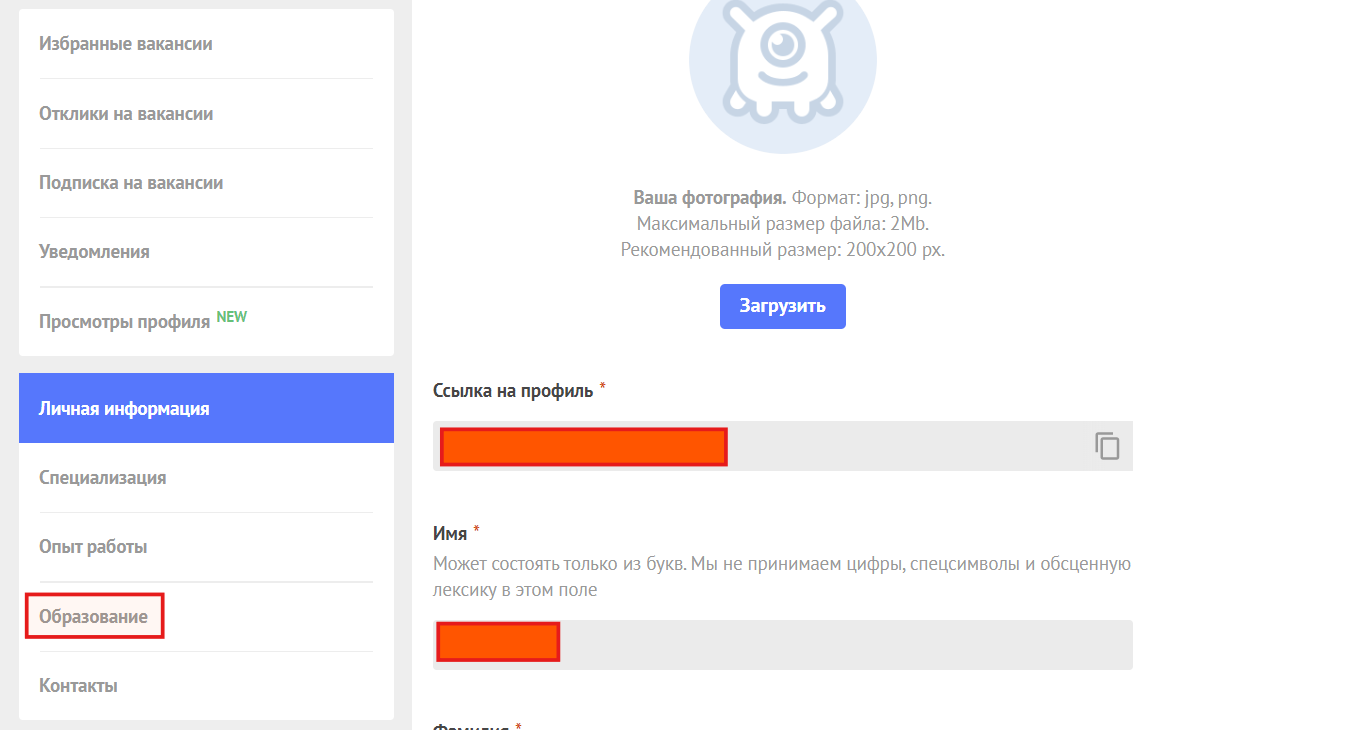 Избранные вакансии
Отклики на вакансии
Подписка на вакансии
Уведомления
Просмотры профиля NEW
Личная информация
Специализация
Опыт работы
Образование
Контакты
Ваша фотография. Формат: jpg, png.
Максимальный размер файла: 2Mb.
Рекомендованный размер: 200x200 px.
Загрузить
Ссылка на профиль *
Имя *
Может состоять только из букв. Мы не принимаем цифры, спецсимволы и обсценную
лексику в этом поле
Фамилия *